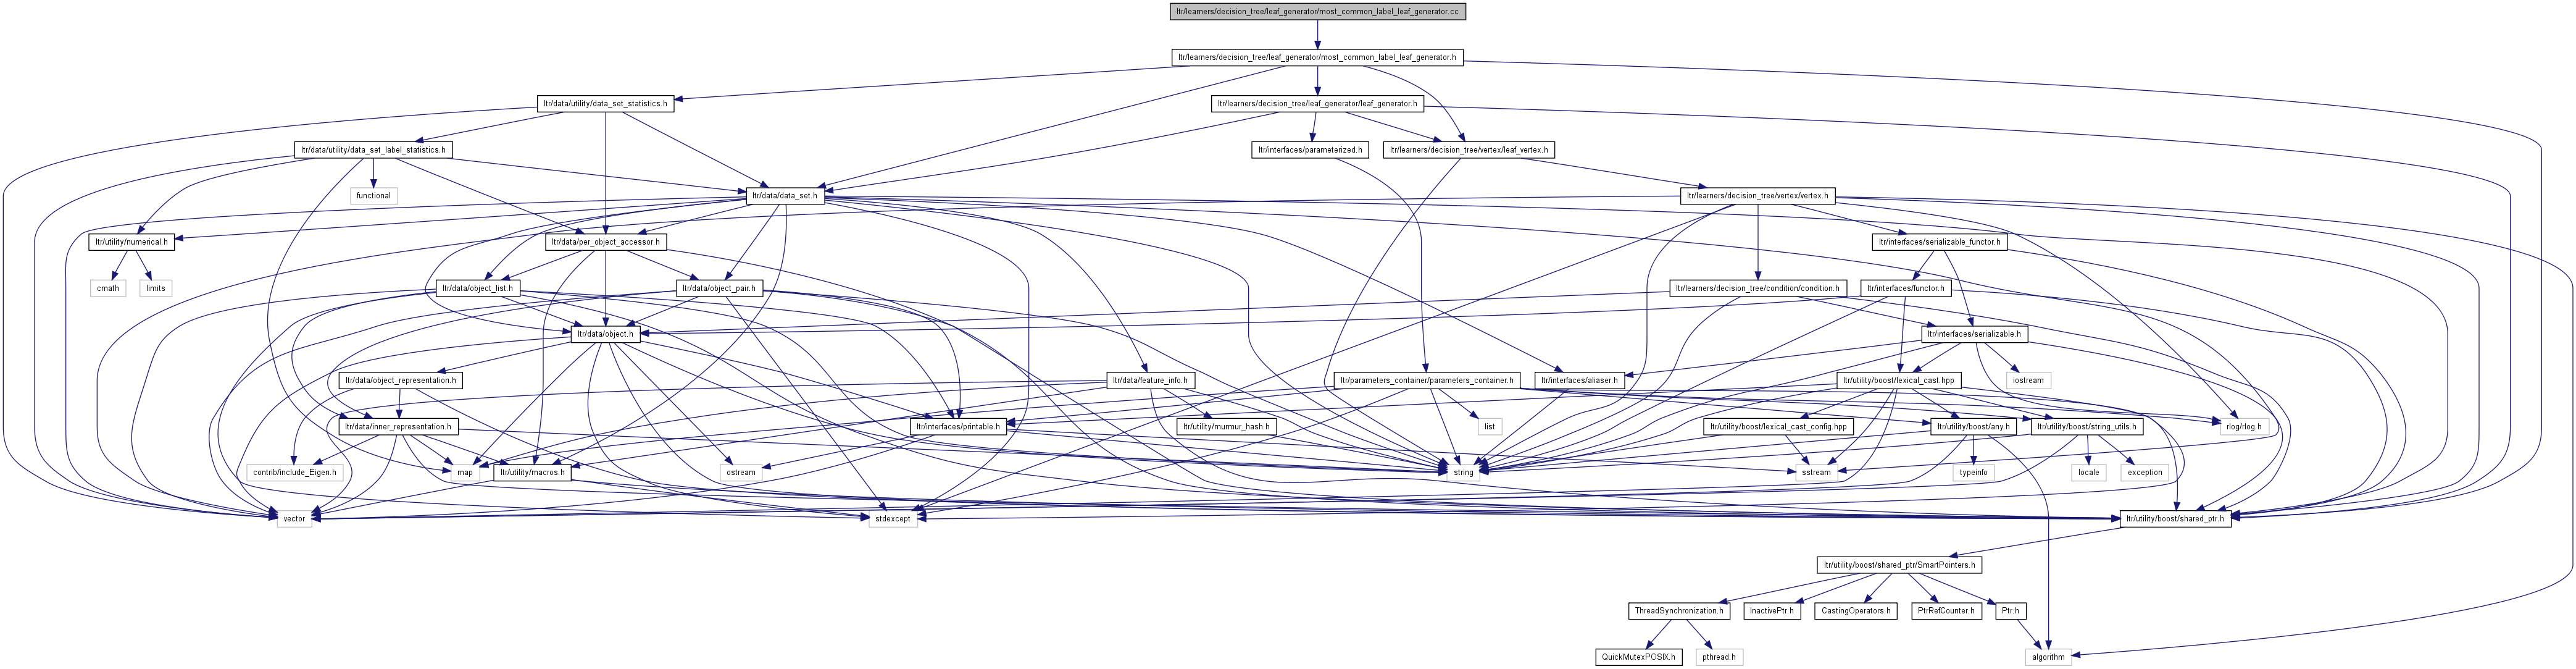 ltr/learners/decision_tree/leaf_generator/most_common_label_leaf_generator.cc
ltr/learners/decision_tree/leaf_generator/most_common_label_leaf_generator.h
ltr/data/utility/data_set_statistics.h
ltr/learners/decision_tree/leaf_generator/leaf_generator.h
ltr/data/utility/data_set_label_statistics.h
ltr/interfaces/parameterized.h
ltr/learners/decision_tree/vertex/leaf_vertex.h
functional
ltr/data/data_set.h
ltr/learners/decision_tree/vertex/vertex.h
ltr/utility/numerical.h
ltr/data/per_object_accessor.h
ltr/interfaces/serializable_functor.h
cmath
limits
ltr/data/object_list.h
ltr/data/object_pair.h
ltr/learners/decision_tree/condition/condition.h
ltr/interfaces/functor.h
ltr/data/object.h
ltr/interfaces/serializable.h
ltr/data/object_representation.h
ltr/data/feature_info.h
ltr/parameters_container/parameters_container.h
ltr/interfaces/aliaser.h
ltr/utility/boost/lexical_cast.hpp
iostream
ltr/data/inner_representation.h
ltr/interfaces/printable.h
ltr/utility/murmur_hash.h
list
ltr/utility/boost/lexical_cast_config.hpp
ltr/utility/boost/any.h
ltr/utility/boost/string_utils.h
rlog/rlog.h
contrib/include_Eigen.h
map
ltr/utility/macros.h
ostream
string
sstream
typeinfo
locale
exception
vector
stdexcept
ltr/utility/boost/shared_ptr.h
ltr/utility/boost/shared_ptr/SmartPointers.h
ThreadSynchronization.h
InactivePtr.h
CastingOperators.h
PtrRefCounter.h
Ptr.h
QuickMutexPOSIX.h
pthread.h
algorithm